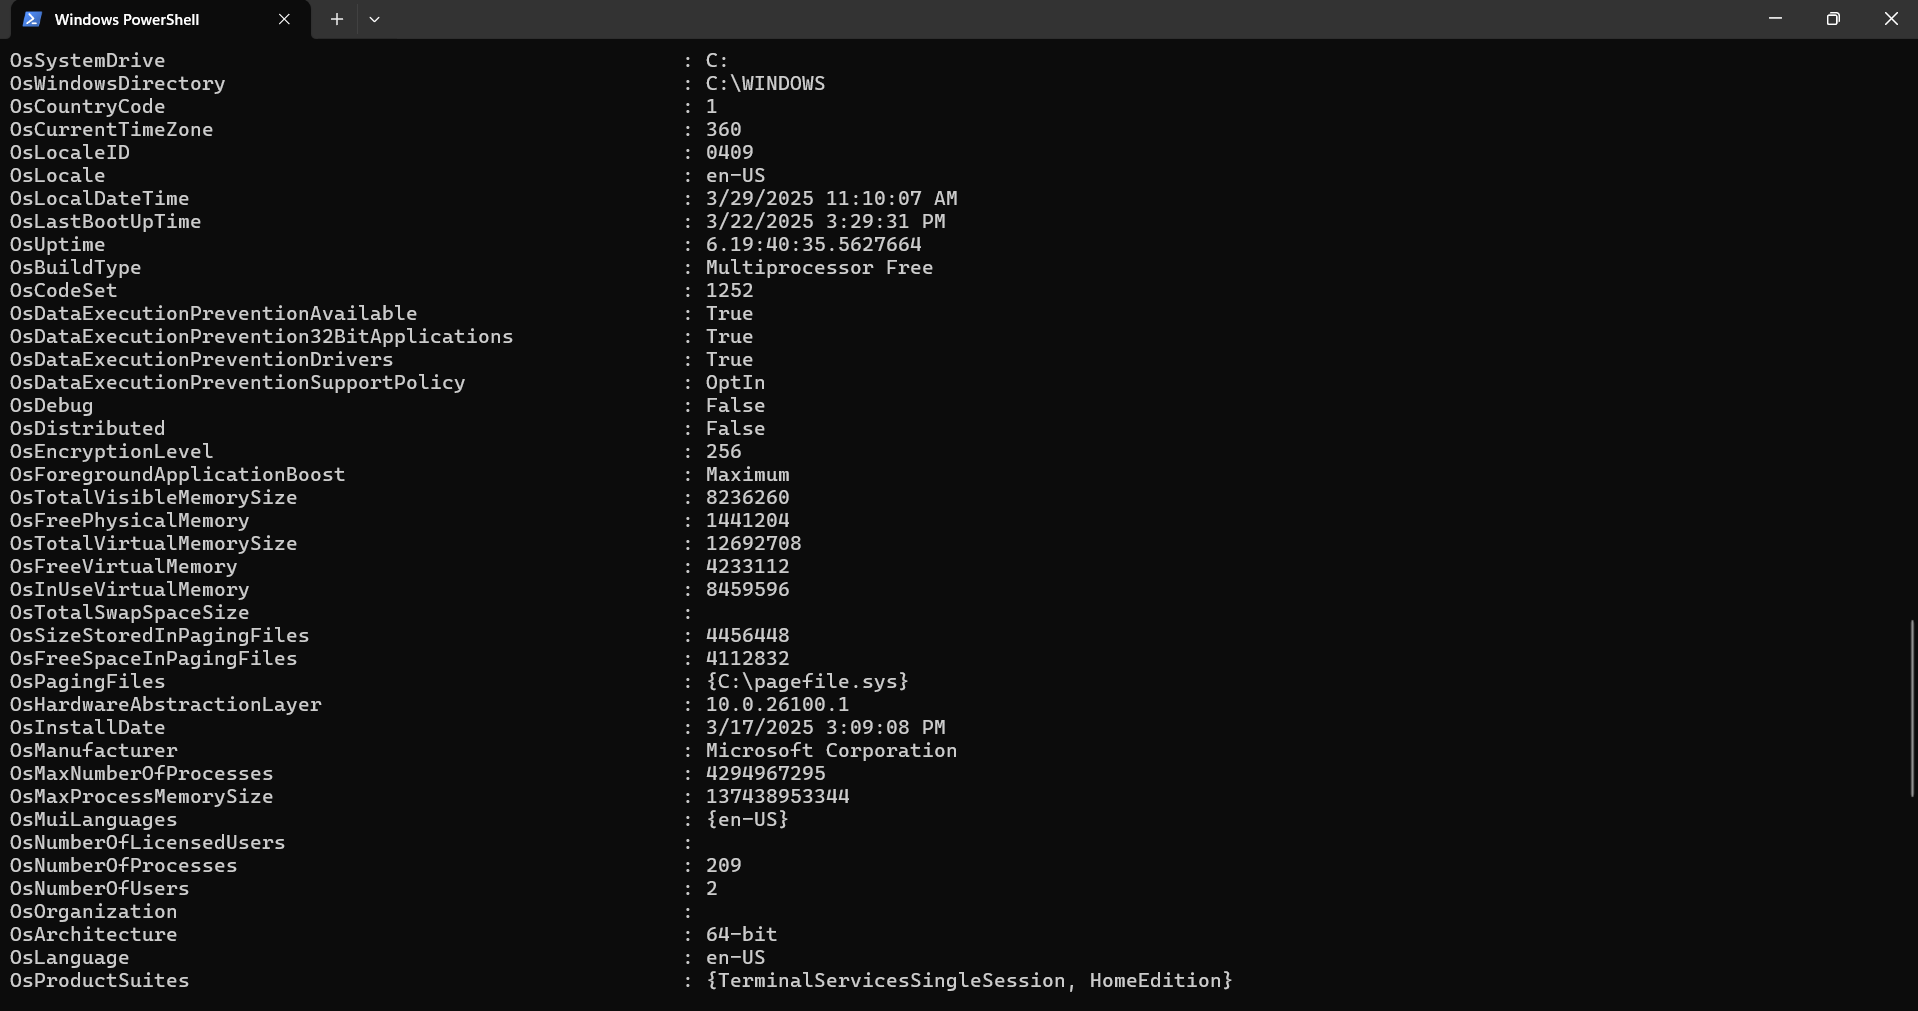 Windows PowerShell
OsSystemDrive : C:
OsWindowsDirectory : C:\WINDOWS
OsCountryCode : 1
OsCurrentTimeZone : 360
OsLocaleID : 0409
OsLocale : en-US
OsLocalDateTime : 3/29/2025 11:10:07 AM
OsLastBootUpTime : 3/22/2025 3:29:31 PM
OsUptime : 6.19:40:35.5627664
OsBuildType : Multiprocessor Free
OsCodeSet : 1252
OsDataExecutionPreventionAvailable : True
OsDataExecutionPrevention32BitApplications : True
OsDataExecutionPreventionDrivers : True
OsDataExecutionPreventionSupportPolicy : OptIn
OsDebug : False
OsDistributed : False
OsEncryptionLevel : 256
OsForegroundApplicationBoost : Maximum
OsTotalVisibleMemorySize : 8236260
OsFreePhysicalMemory : 1441204
OsTotalVirtualMemorySize : 12692708
OsFreeVirtualMemory : 4233112
OsInUseVirtualMemory : 8459596
OsTotalSwapSpaceSize :
OsSizeStoredInPagingFiles : 4456448
OsFreeSpaceInPagingFiles : 4112832
OsPagingFiles : {C:\pagefile.sys}
OsHardwareAbstractionLayer : 10.0.26100.1
OsInstallDate : 3/17/2025 3:09:08 PM
OsManufacturer : Microsoft Corporation
OsMaxNumberOfProcesses : 4294967295
OsMaxProcessMemorySize : 137438953344
OsMuiLanguages : {en-US}
OsNumberOfLicensedUsers :
OsNumberOfProcesses : 209
OsNumberOfUsers : 2
OsOrganization :
OsArchitecture : 64-bit
OsLanguage : en-US
OsProductSuites : {TerminalServicesSingleSession, HomeEdition}